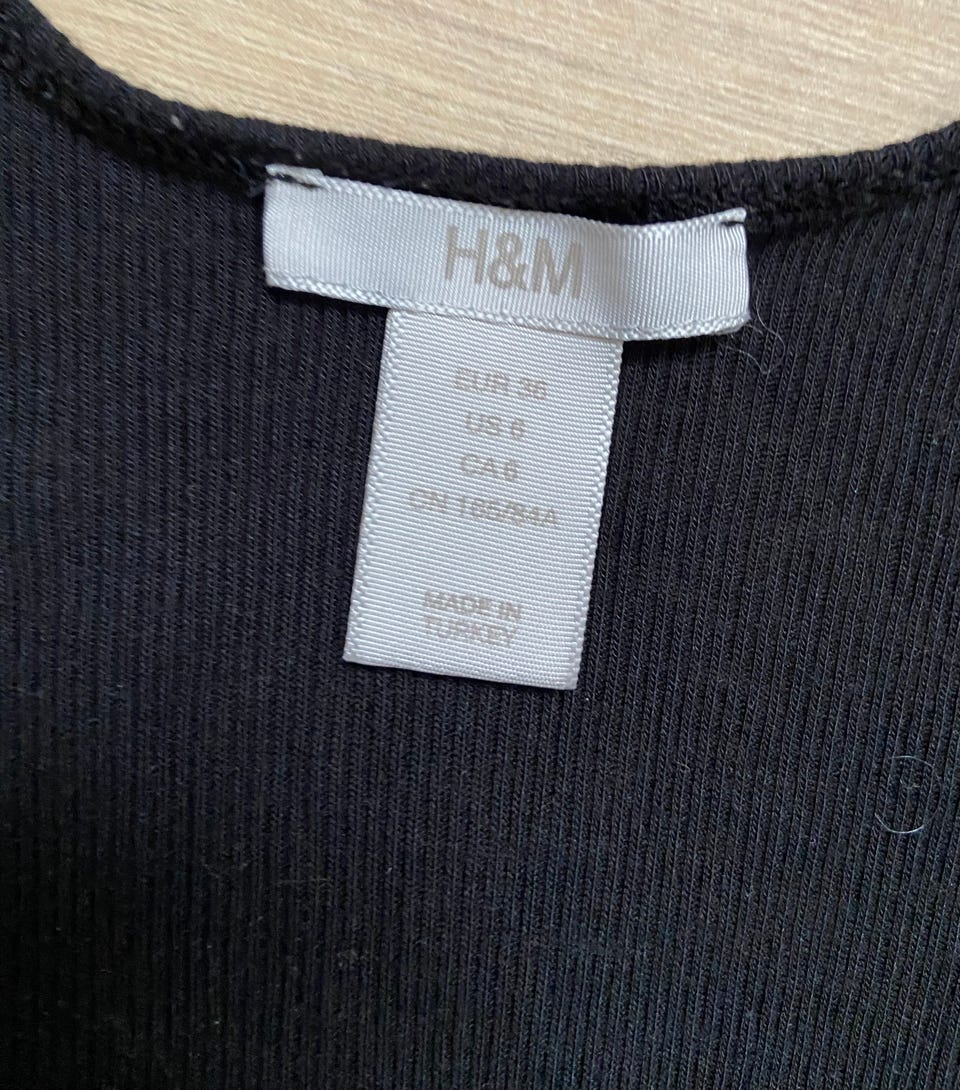 H&M
EUR 36
US 6
CA 6
CN 165/84A
MADE IN
TURKEY